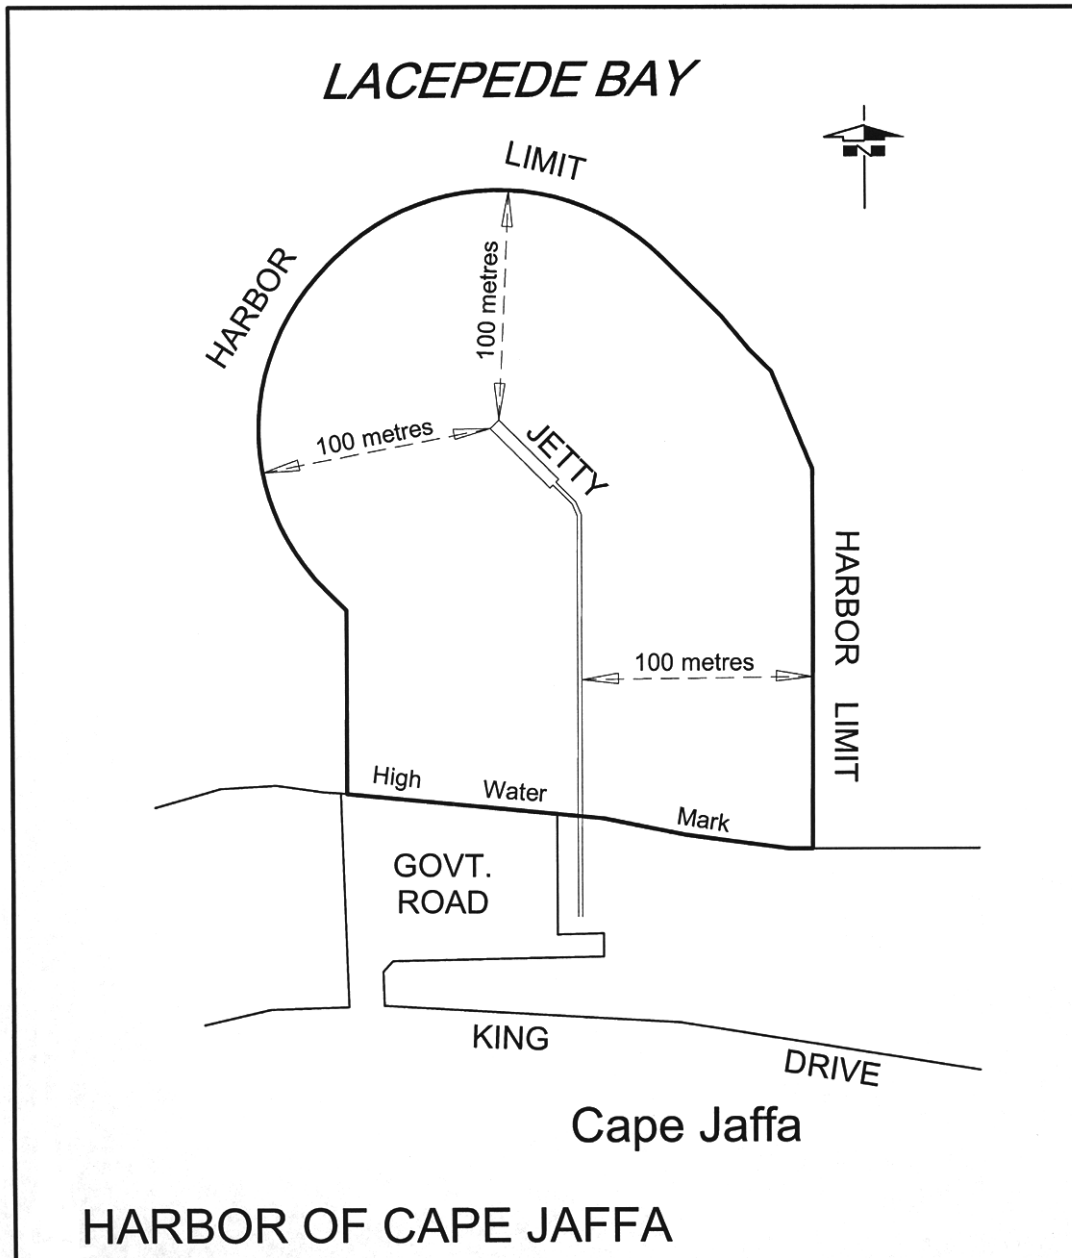 LACEPEDE BAY
LIMIT
N
HARBOR
100 metres
100 metres
JETTY
HARBOR LIMIT
100 metres
High Water Mark
GOVT.
ROAD
KING DRIVE
Cape Jaffa
HARBOR OF CAPE JAFFA